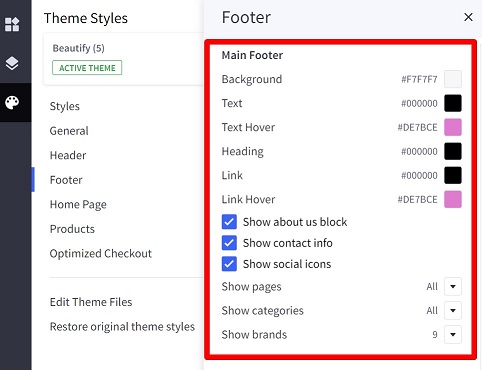 Theme Styles
Beautify (5)
ACTIVE THEME
Styles
General
Header
Footer
Home Page
Products
Optimized Checkout
Edit Theme Files
Restore original theme styles
Footer
Main Footer
Background #F7F7F7
Text #000000
Text Hover #DE7BCE
Heading #000000
Link #000000
Link Hover #DE7BCE
Show about us block
Show contact info
Show social icons
Show pages All
Show categories All
Show brands 9